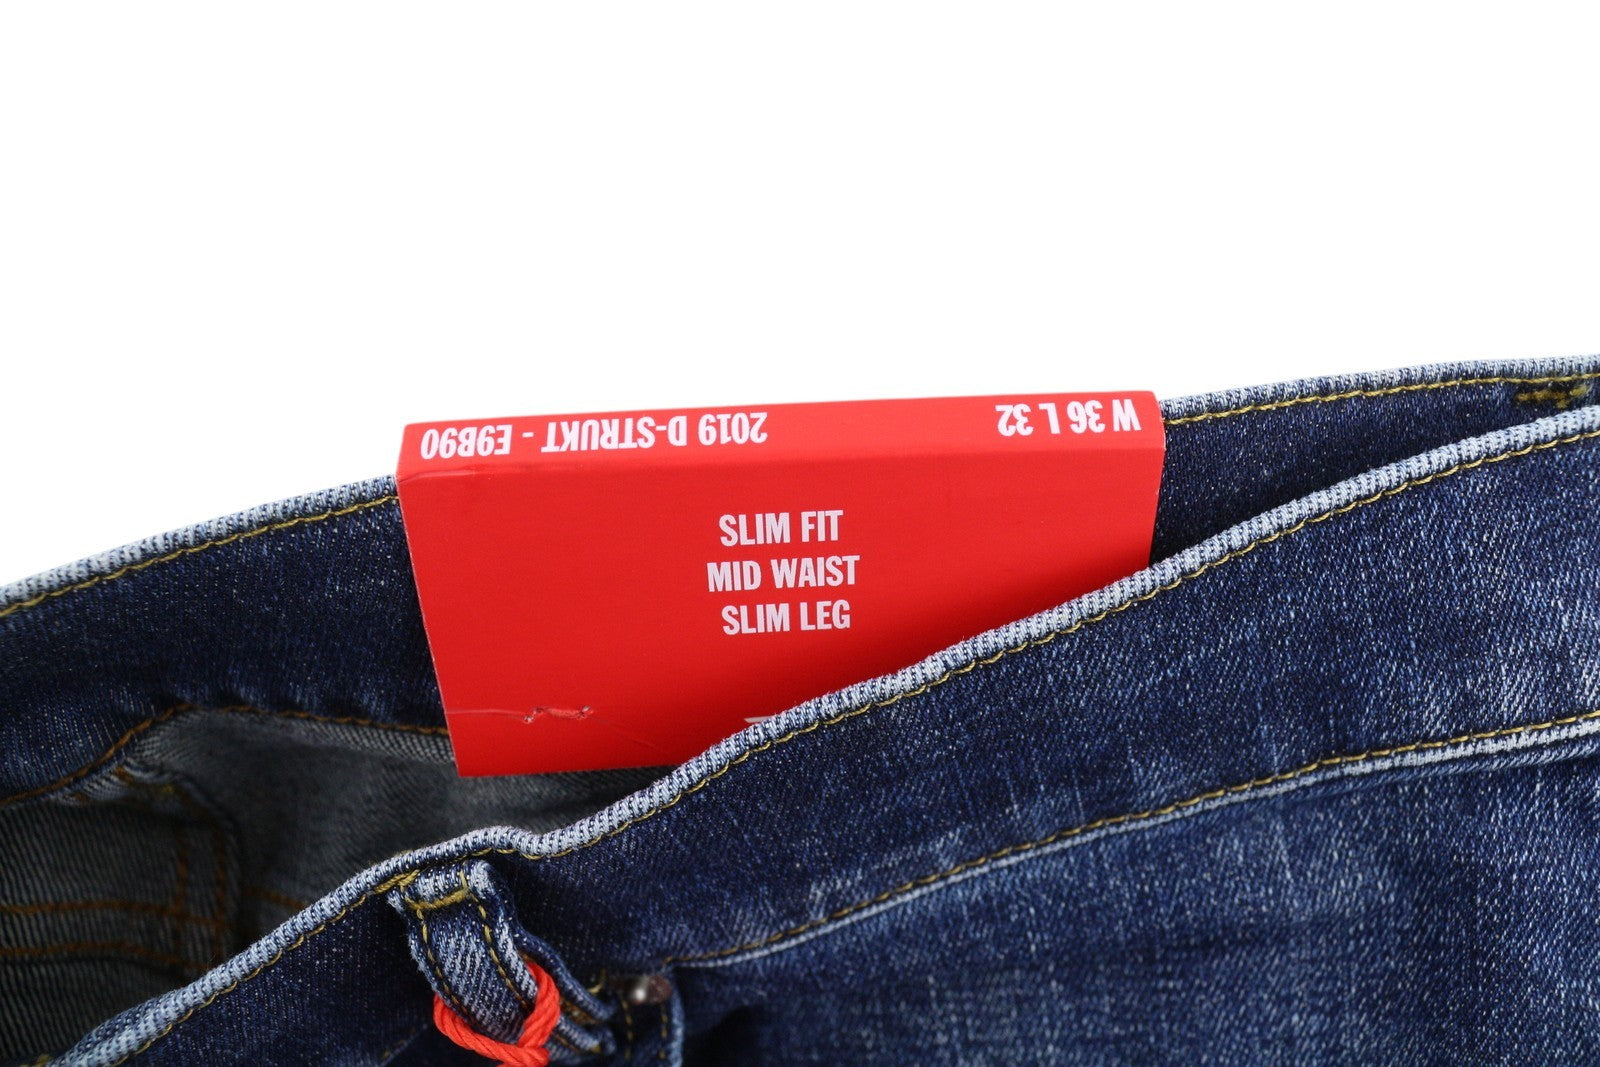 W 36 L 32
2019 D-STRUKT - E9B90
SLIM FIT
MID WAIST
SLIM LEG